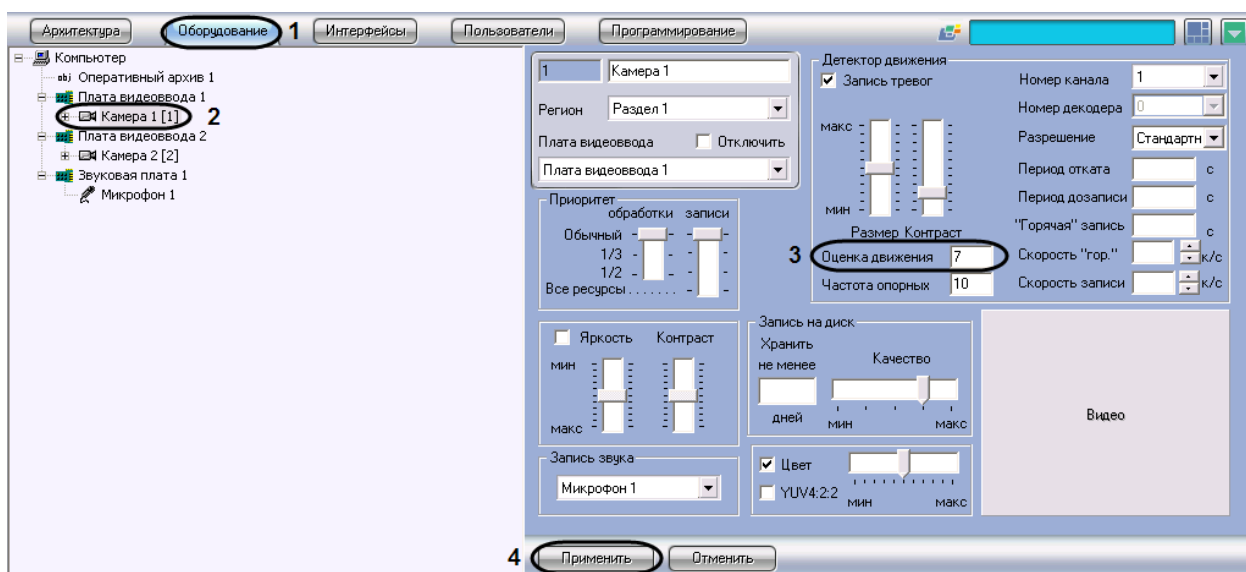 Архитектура Оборудование 1 Интерфейсы Пользователи Программирование
Компьютер
obj Оперативный архив 1
Плата видеоввода 1
Камера 1 [1] 2
Плата видеоввода 2
Камера 2 [2]
Звуковая плата 1
Микрофон 1
1 Камера 1
Регион Раздел 1
Плата видеоввода Отключить
Плата видеоввода 1
Приоритет
обработки записи
Обычный
1/3
1/2
Все ресурсы.......
Детектор движения
Запись тревог
макс
мин
Размер Контраст
3 Оценка движения 7
Частота опорных 10
Номер канала 1
Номер декодера 0
Разрешение Стандартн
Период отката с
Период дозаписи с
"Горячая" запись с
Скорость "гор." к/с
Скорость записи к/с
Яркость Контраст
мин
макс
Запись на диск
Хранить
не менее
дней
Качество
мин макс
Видео
Запись звука
Микрофон 1
Цвет
YUV4:2:2
мин макс
4 Применить Отменить